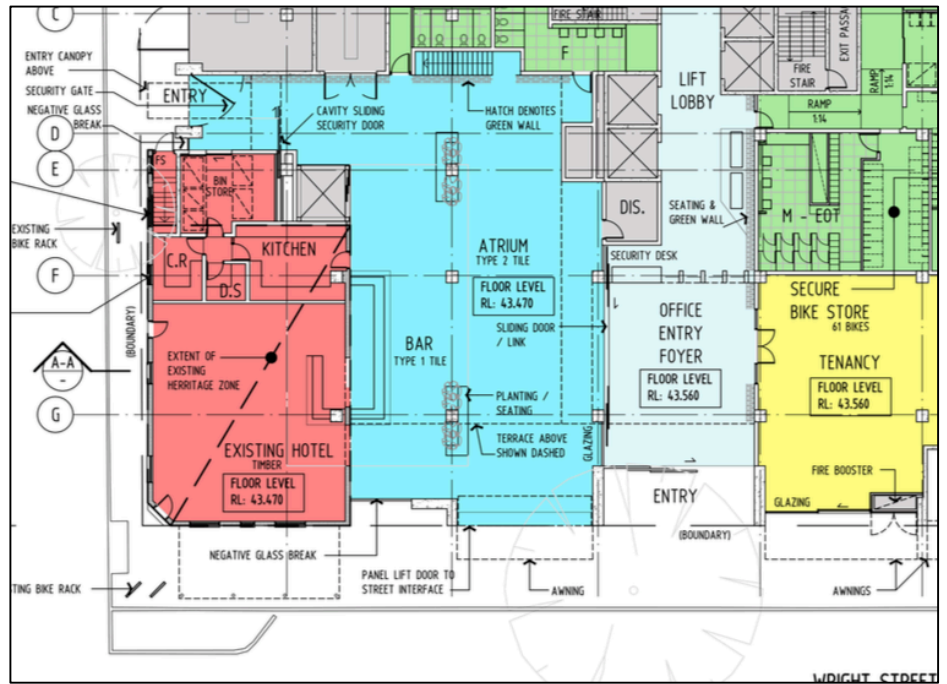 C
FIRE STAIR
ENTRY CANOPY
ABOVE
SECURITY GATE
NEGATIVE GLASS
BREAK
ENTRY
CAVITY SLIDING
SECURITY DOOR
HATCH DENOTES
GREEN WALL
F
LIFT
LOBBY
FIRE
STAIR
EXIT PASSA
RAMP
1:14
RAMP
1:14
D
E
FS
BIN
STORE
DIS.
SEATING &
GREEN WALL
M - EOT
EXISTING
BIKE RACK
KITCHEN
C.R
D.S
ATRIUM
TYPE 2 TILE
FLOOR LEVEL
RL: 43.470
SECURITY DESK
F
SECURE
BIKE STORE
61 BIKES
(BOUNDARY)
SLIDING DOOR
/ LINK
OFFICE
ENTRY
FOYER
FLOOR LEVEL
RL: 43.560
BAR
TYPE 1 TILE
EXTENT OF
EXISTING
HERRITAGE ZONE
TENANCY
FLOOR LEVEL
RL: 43.560
A-A
-
G
PLANTING /
SEATING
TERRACE ABOVE
SHOWN DASHED
GLAZING
EXISTING HOTEL
TIMBER
FLOOR LEVEL
RL: 43.470
FIRE BOOSTER
ENTRY
GLAZING
(BOUNDARY)
NEGATIVE GLASS BREAK
PANEL LIFT DOOR TO
STREET INTERFACE
AWNING
AWNINGS
TING BIKE RACK
WRIGHT STREET